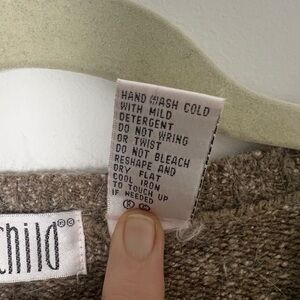 HAND WASH COLD
WITH MILD
DETERGENT
DO NOT WRING
OR TWIST
DO NOT BLEACH
RESHAPE AND
DRY FLAT
COOL IRON
TO TOUCH UP
IF NEEDED
child